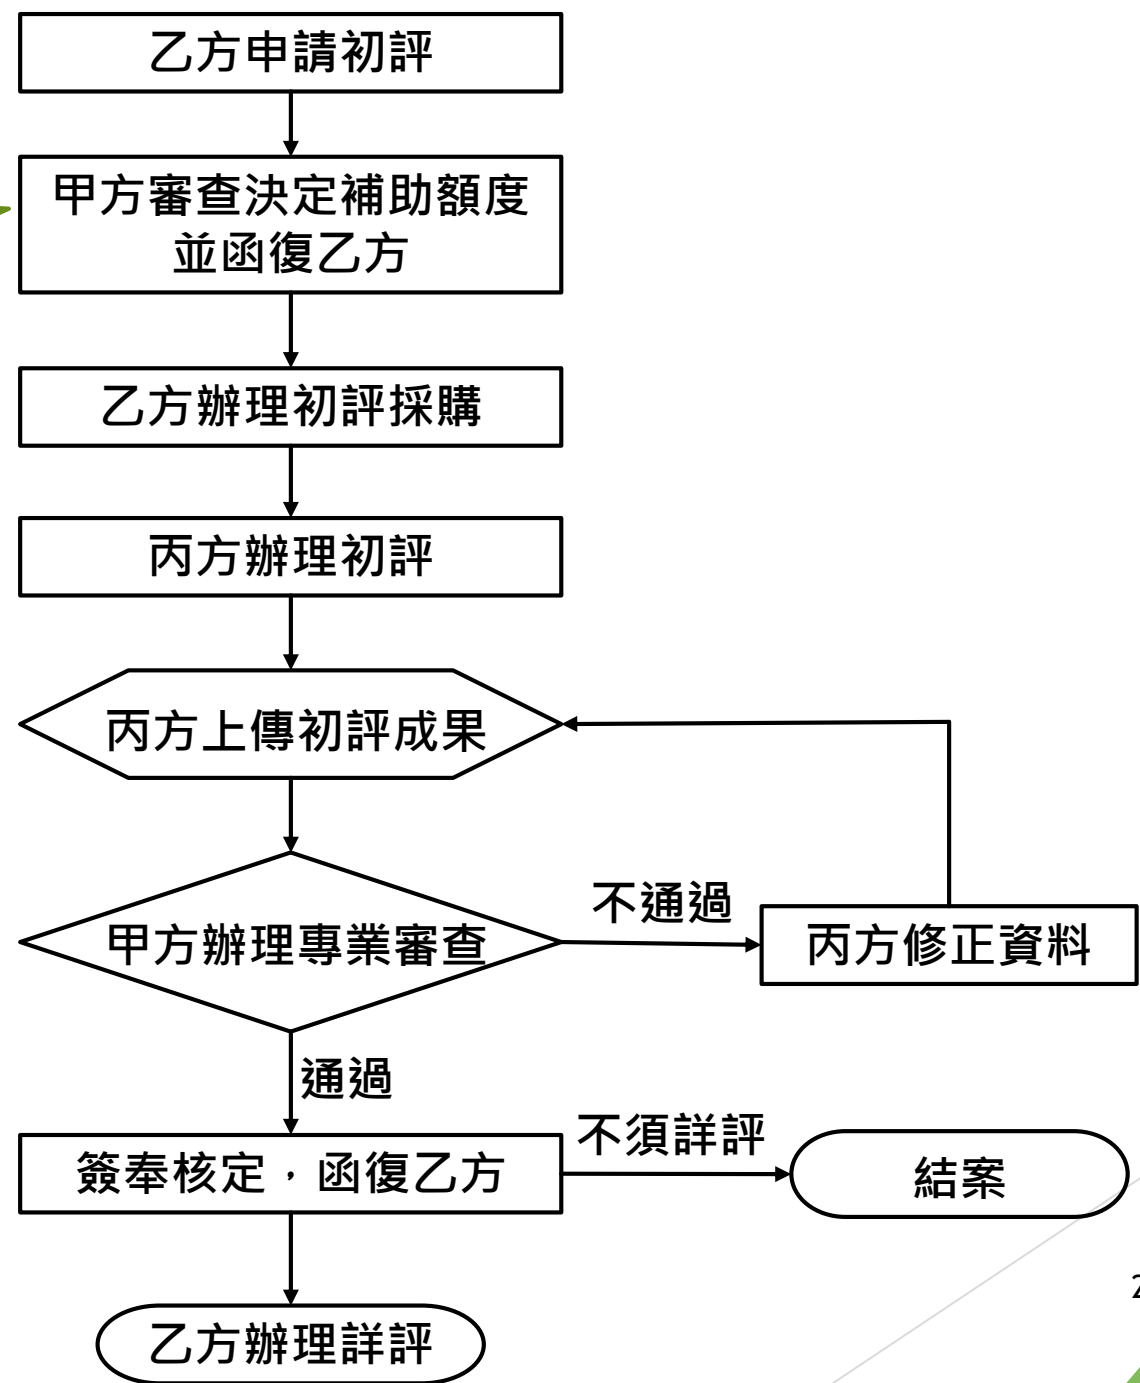 乙方申請初評
甲方審查決定補助額度
並函復乙方
乙方辦理初評採購
丙方辦理初評
丙方上傳初評成果
不通過
甲方辦理專業審查
丙方修正資料
通過
不須詳評
簽奉核定，函復乙方
結案
2
乙方辦理詳評